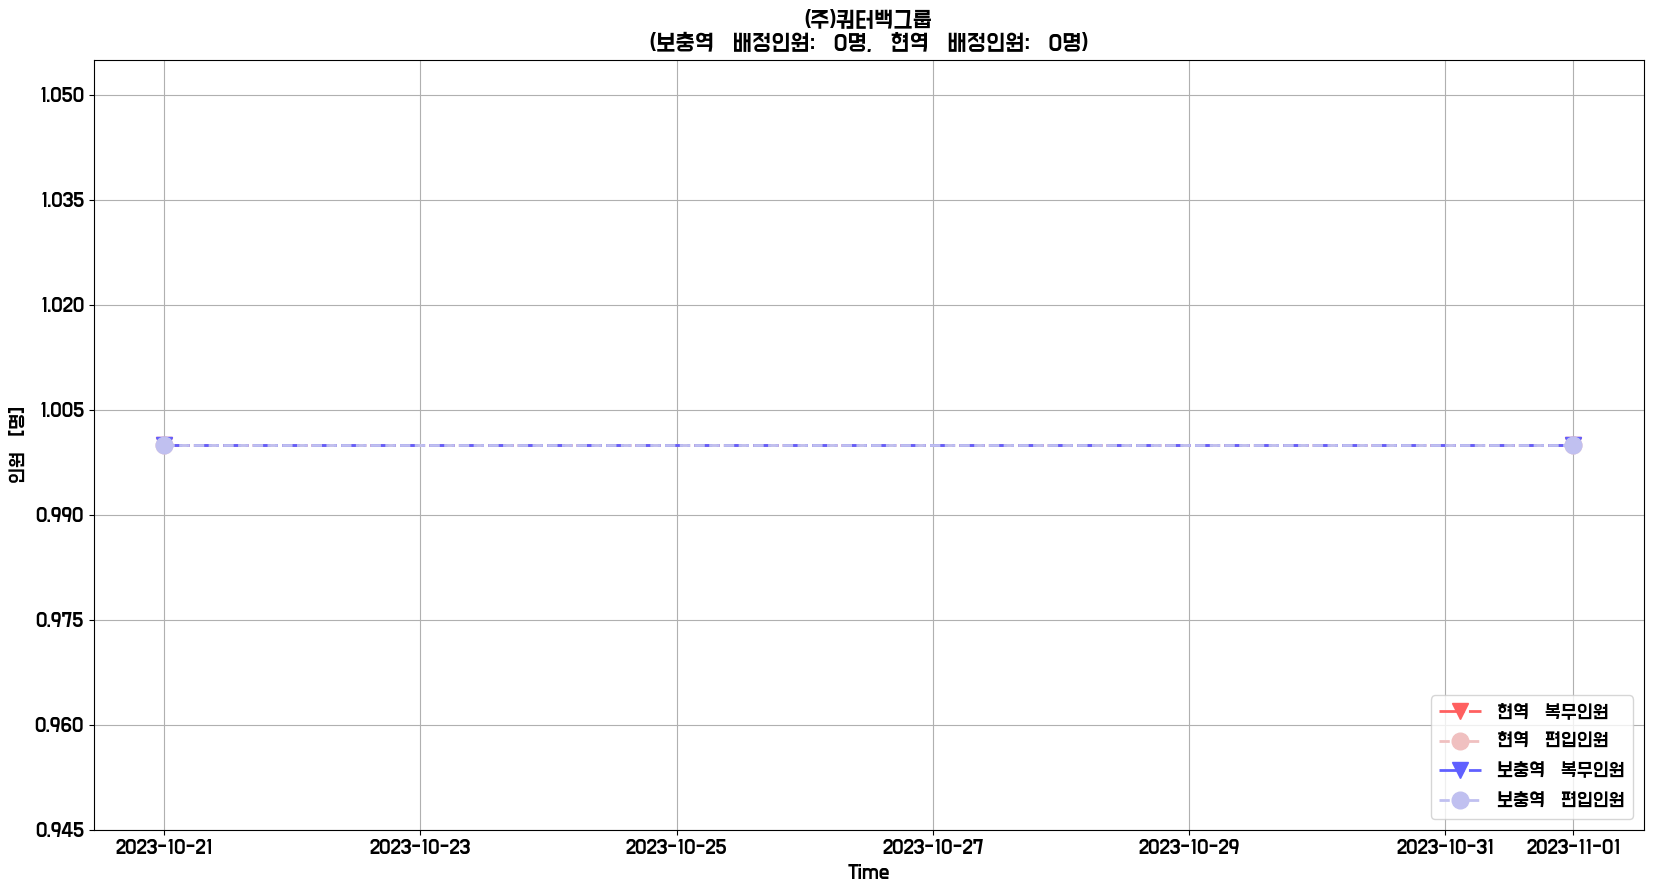 (주)쿼터백그룹
(보충역 배정인원: 0명, 현역 배정인원: 0명)
1.050
1.035
1.020
1.005
0.990
0.975
0.960
0.945
인원 [명]
현역 복무인원
현역 편입인원
보충역 복무인원
보충역 편입인원
2023-10-21 2023-10-23 2023-10-25 2023-10-27 2023-10-29 2023-10-31 2023-11-01
Time